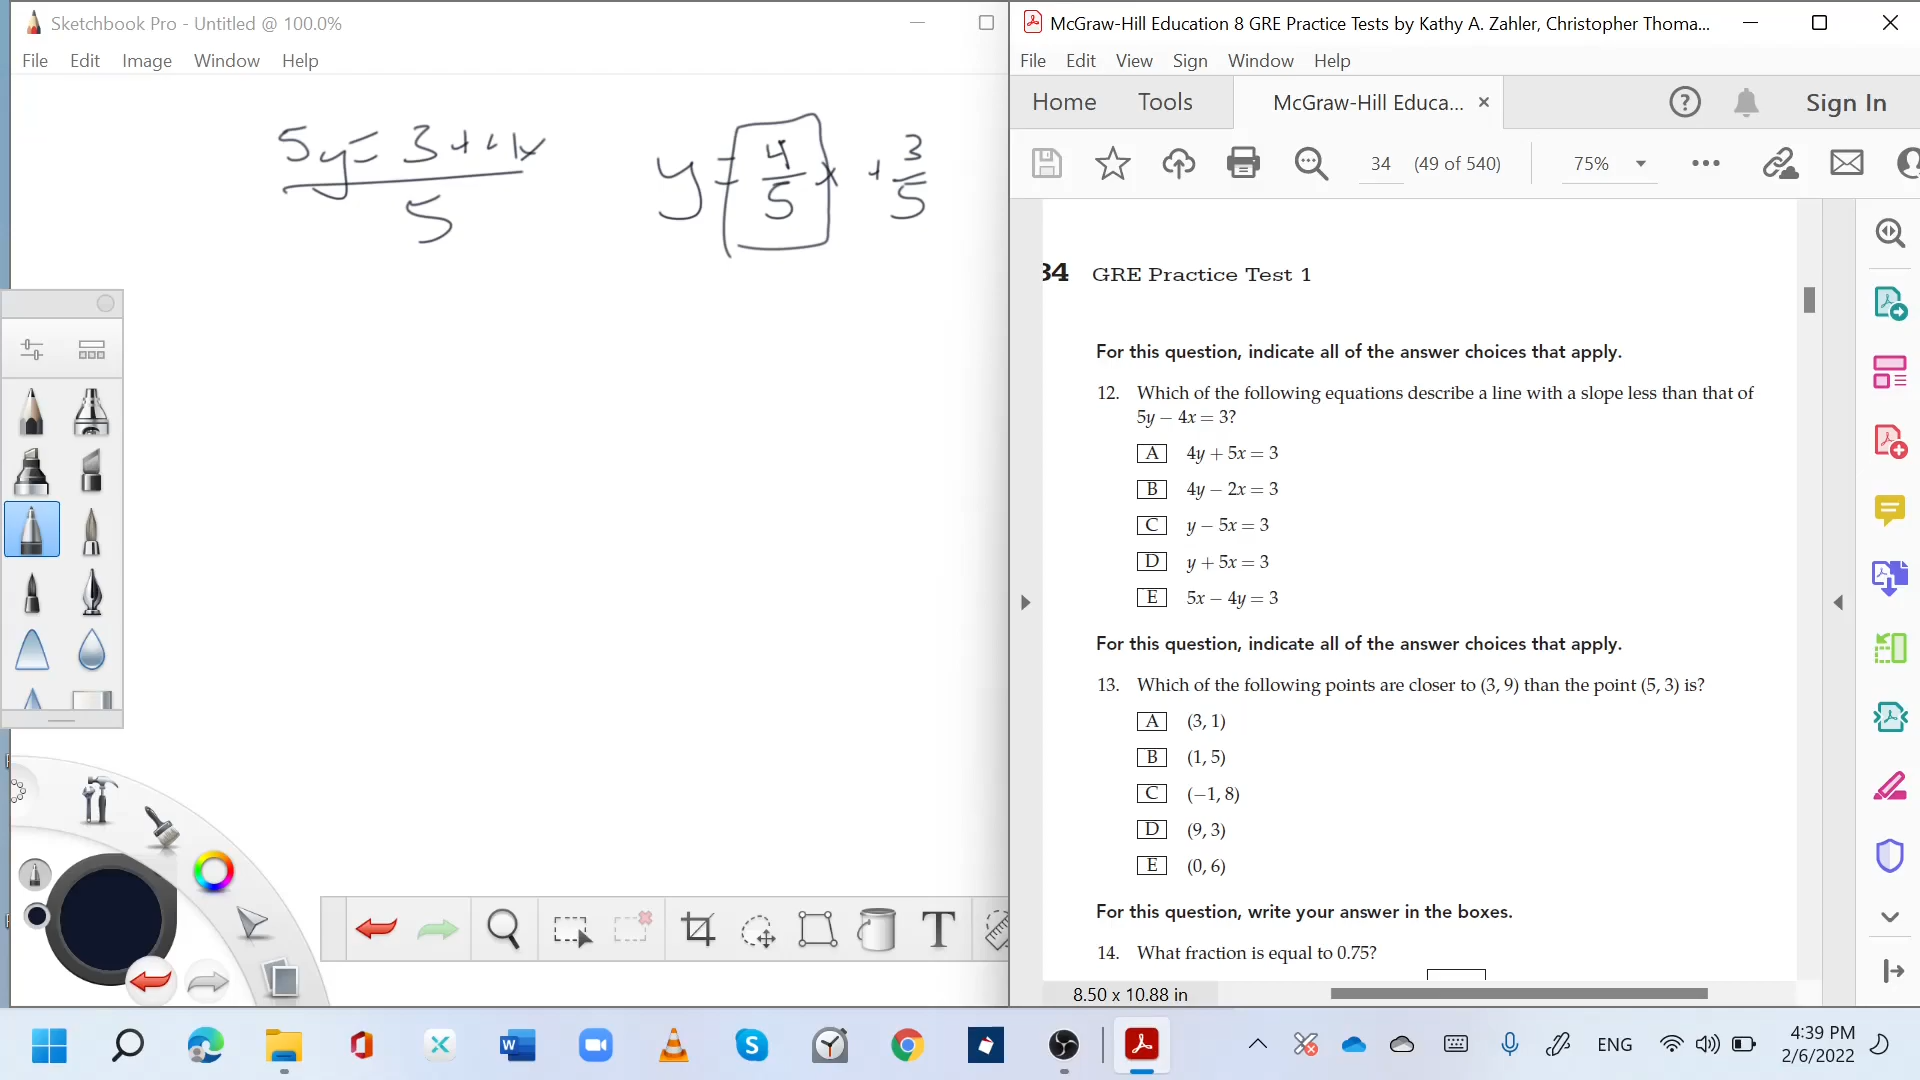 Sketchbook Pro - Untitled @ 100.0%
File Edit Image Window Help
5y = 3 + 4x
5
y = 4/5 x + 3/5
T
McGraw-Hill Education 8 GRE Practice Tests by Kathy A. Zahler, Christopher Thoma...
File Edit View Sign Window Help
Home Tools McGraw-Hill Educa... × Sign In
34 (49 of 540) 75%
34 GRE Practice Test 1
For this question, indicate all of the answer choices that apply.
12. Which of the following equations describe a line with a slope less than that of
5y − 4x = 3?
A 4y + 5x = 3
B 4y − 2x = 3
C y − 5x = 3
D y + 5x = 3
E 5x − 4y = 3
For this question, indicate all of the answer choices that apply.
13. Which of the following points are closer to (3, 9) than the point (5, 3) is?
A (3, 1)
B (1, 5)
C (−1, 8)
D (9, 3)
E (0, 6)
For this question, write your answer in the boxes.
14. What fraction is equal to 0.75?
8.50 x 10.88 in
ENG
4:39 PM
2/6/2022